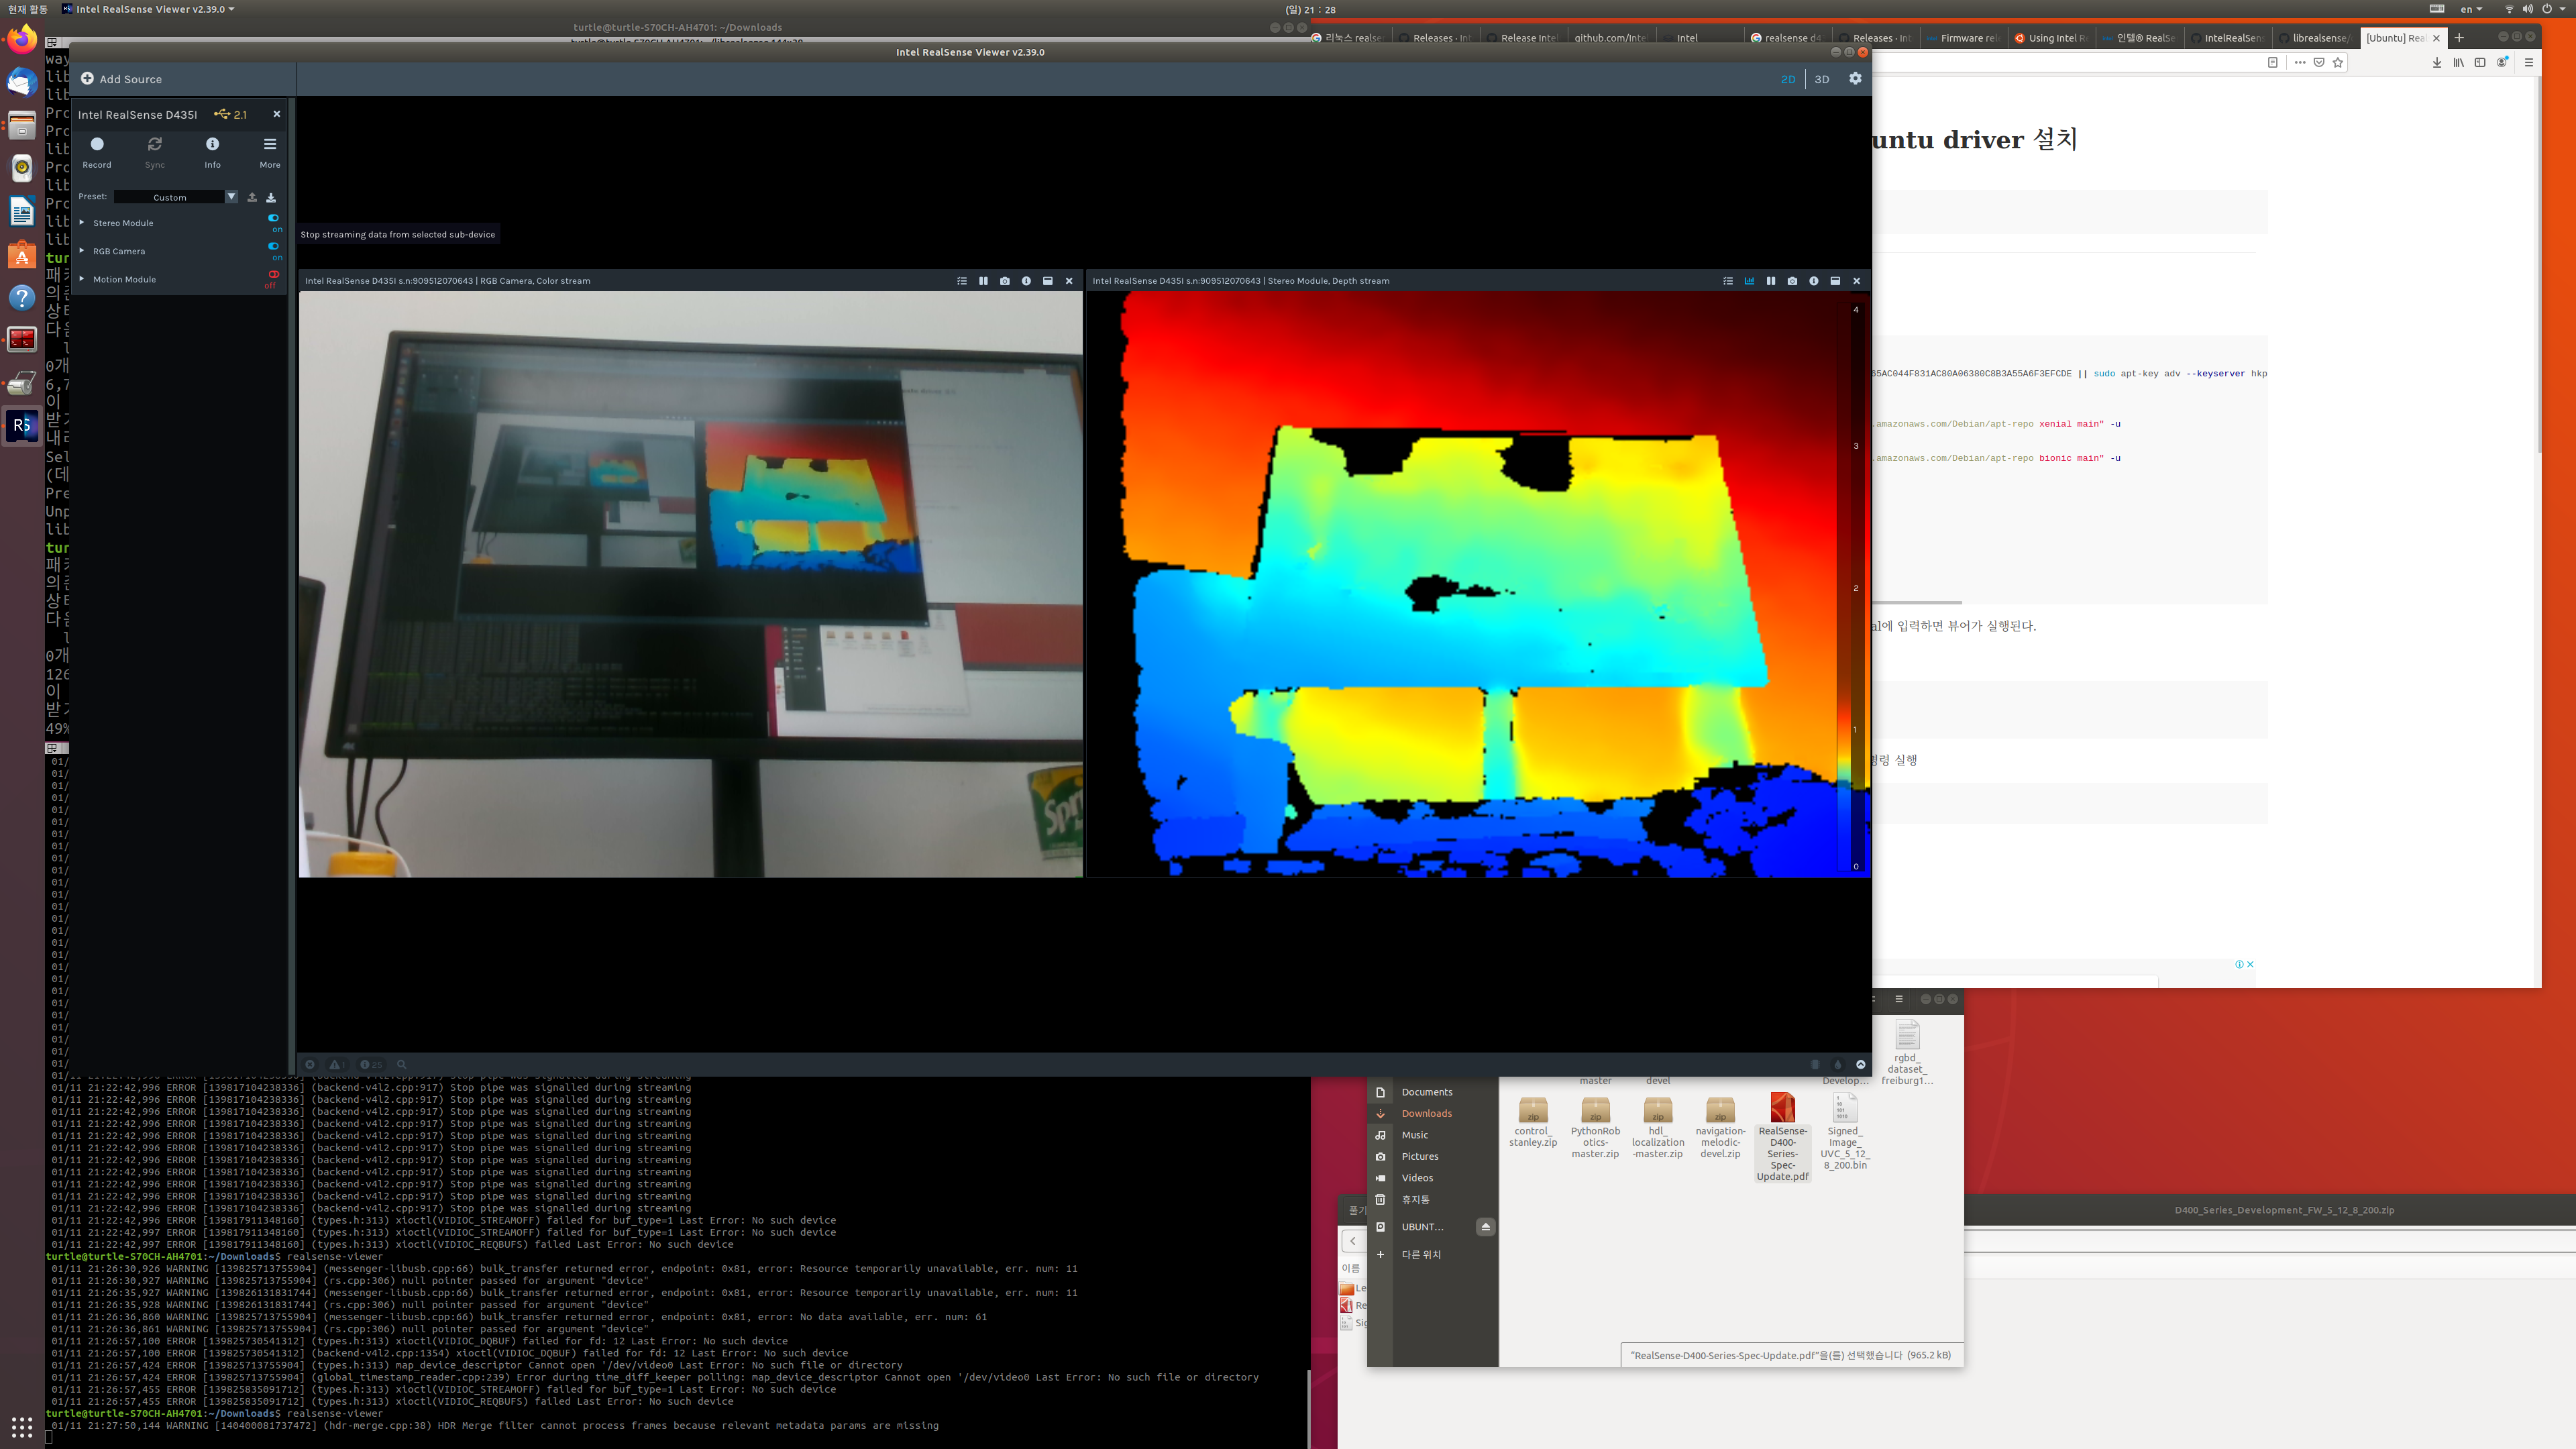 현재 활동
Intel RealSense Viewer v2.39.0
(일) 21 : 28
en
turtle@turtle-S70CH-AH4701: ~/Downloads
Intel RealSense Viewer v2.39.0
Add Source
2D
3D
Intel RealSense D435I
2.1
Record
Sync
Info
More
Preset:
Custom
Stereo Module
on
RGB Camera
on
Motion Module
off
Stop streaming data from selected sub-device
Intel RealSense D435I s.n:909512070643 | RGB Camera, Color stream
Intel RealSense D435I s.n:909512070643 | Stereo Module, Depth stream
4
3
2
1
0
리눅스 realse
Releases · Int
Release Intel
github.com/Intel
Intel
realsense d4
Releases · Int
Firmware rel
Using Intel R
인텔® RealSe
IntelRealSens
librealsense/
[Ubuntu] Real
untu driver 설치
65AC044F831AC80A06380C8B3A55A6F3EFCDE || sudo apt-key adv --keyserver hkp
.amazonaws.com/Debian/apt-repo xenial main" -u
.amazonaws.com/Debian/apt-repo bionic main" -u
al에 입력하면 뷰어가 실행된다.
명령 실행
01/11 21:22:42,996 ERROR [139817104238336] (backend-v4l2.cpp:917) Stop pipe was signalled during streaming
01/11 21:22:42,996 ERROR [139817104238336] (backend-v4l2.cpp:917) Stop pipe was signalled during streaming
01/11 21:22:42,996 ERROR [139817104238336] (backend-v4l2.cpp:917) Stop pipe was signalled during streaming
01/11 21:22:42,996 ERROR [139817104238336] (backend-v4l2.cpp:917) Stop pipe was signalled during streaming
01/11 21:22:42,996 ERROR [139817104238336] (backend-v4l2.cpp:917) Stop pipe was signalled during streaming
01/11 21:22:42,996 ERROR [139817104238336] (backend-v4l2.cpp:917) Stop pipe was signalled during streaming
01/11 21:22:42,996 ERROR [139817104238336] (backend-v4l2.cpp:917) Stop pipe was signalled during streaming
01/11 21:22:42,996 ERROR [139817104238336] (backend-v4l2.cpp:917) Stop pipe was signalled during streaming
01/11 21:22:42,996 ERROR [139817104238336] (backend-v4l2.cpp:917) Stop pipe was signalled during streaming
01/11 21:22:42,996 ERROR [139817104238336] (backend-v4l2.cpp:917) Stop pipe was signalled during streaming
01/11 21:22:42,996 ERROR [139817104238336] (backend-v4l2.cpp:917) Stop pipe was signalled during streaming
01/11 21:22:42,996 ERROR [139817104238336] (backend-v4l2.cpp:917) Stop pipe was signalled during streaming
01/11 21:22:42,996 ERROR [139817911348160] (types.h:313) xioctl(VIDIOC_STREAMOFF) failed for buf_type=1 Last Error: No such device
01/11 21:22:42,997 ERROR [139817911348160] (types.h:313) xioctl(VIDIOC_STREAMOFF) failed for buf_type=1 Last Error: No such device
01/11 21:22:42,997 ERROR [139817911348160] (types.h:313) xioctl(VIDIOC_REQBUFS) failed Last Error: No such device
turtle@turtle-S70CH-AH4701:~/Downloads$ realsense-viewer
01/11 21:26:30,926 WARNING [139825713755904] (messenger-libusb.cpp:66) bulk_transfer returned error, endpoint: 0x81, error: Resource temporarily unavailable, err. num: 11
01/11 21:26:30,927 WARNING [139825713755904] (rs.cpp:306) null pointer passed for argument "device"
01/11 21:26:35,927 WARNING [139826131831744] (messenger-libusb.cpp:66) bulk_transfer returned error, endpoint: 0x81, error: Resource temporarily unavailable, err. num: 11
01/11 21:26:35,928 WARNING [139826131831744] (rs.cpp:306) null pointer passed for argument "device"
01/11 21:26:36,860 WARNING [139825713755904] (messenger-libusb.cpp:66) bulk_transfer returned error, endpoint: 0x81, error: No data available, err. num: 61
01/11 21:26:36,861 WARNING [139825713755904] (rs.cpp:306) null pointer passed for argument "device"
01/11 21:26:57,100 ERROR [139825730541312] (types.h:313) xioctl(VIDIOC_DQBUF) failed for fd: 12 Last Error: No such device
01/11 21:26:57,100 ERROR [139825730541312] (backend-v4l2.cpp:1354) xioctl(VIDIOC_DQBUF) failed for fd: 12 Last Error: No such device
01/11 21:26:57,424 ERROR [139825713755904] (types.h:313) map_device_descriptor Cannot open '/dev/video0 Last Error: No such file or directory
01/11 21:26:57,424 ERROR [139825713755904] (global_timestamp_reader.cpp:239) Error during time_diff_keeper polling: map_device_descriptor Cannot open '/dev/video0 Last Error: No such file or directory
01/11 21:26:57,455 ERROR [139825835091712] (types.h:313) xioctl(VIDIOC_STREAMOFF) failed for buf_type=1 Last Error: No such device
01/11 21:26:57,455 ERROR [139825835091712] (types.h:313) xioctl(VIDIOC_REQBUFS) failed Last Error: No such device
turtle@turtle-S70CH-AH4701:~/Downloads$ realsense-viewer
01/11 21:27:50,144 WARNING [140400081737472] (hdr-merge.cpp:38) HDR Merge filter cannot process frames because relevant metadata params are missing
Documents
Downloads
Music
Pictures
Videos
휴지통
UBUNT…
다른 위치
master
devel
Develop…
rgbd_
dataset_
freiburg1…
control_
stanley.zip
PythonRob
otics-
master.zip
hdl_
localization
-master.zip
navigation-
melodic-
devel.zip
RealSense-
D400-
Series-
Spec-
Update.pdf
Signed_
Image_
UVC_5_12_
8_200.bin
"RealSense-D400-Series-Spec-Update.pdf"을(를) 선택했습니다 (965.2 kB)
풀기
D400_Series_Development_FW_5_12_8_200.zip
이름
Le
Re
Sig